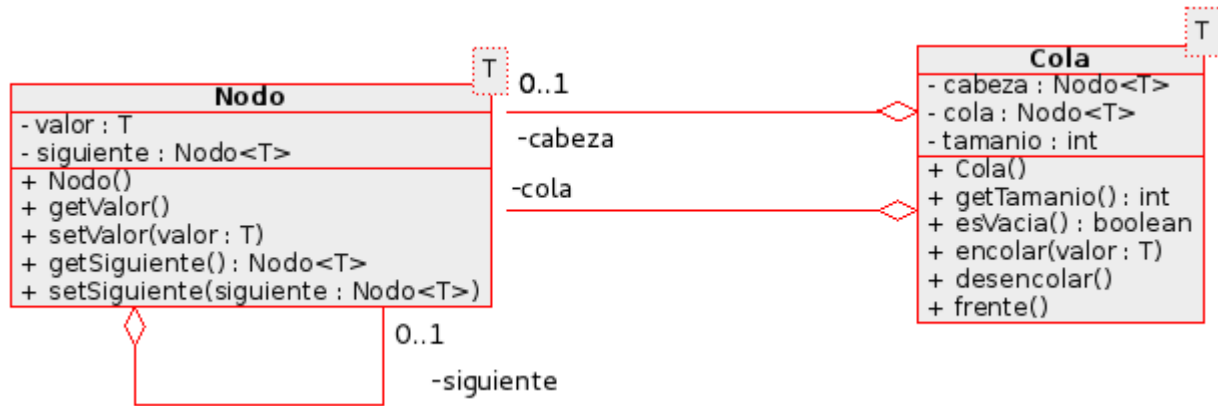 T
Nodo
- valor : T
- siguiente : Nodo<T>
+ Nodo()
+ getValor()
+ setValor(valor : T)
+ getSiguiente() : Nodo<T>
+ setSiguiente(siguiente : Nodo<T>)
0..1
-cabeza
-cola
0..1
-siguiente
T
Cola
- cabeza : Nodo<T>
- cola : Nodo<T>
- tamanio : int
+ Cola()
+ getTamanio() : int
+ esVacia() : boolean
+ encolar(valor : T)
+ desencolar()
+ frente()